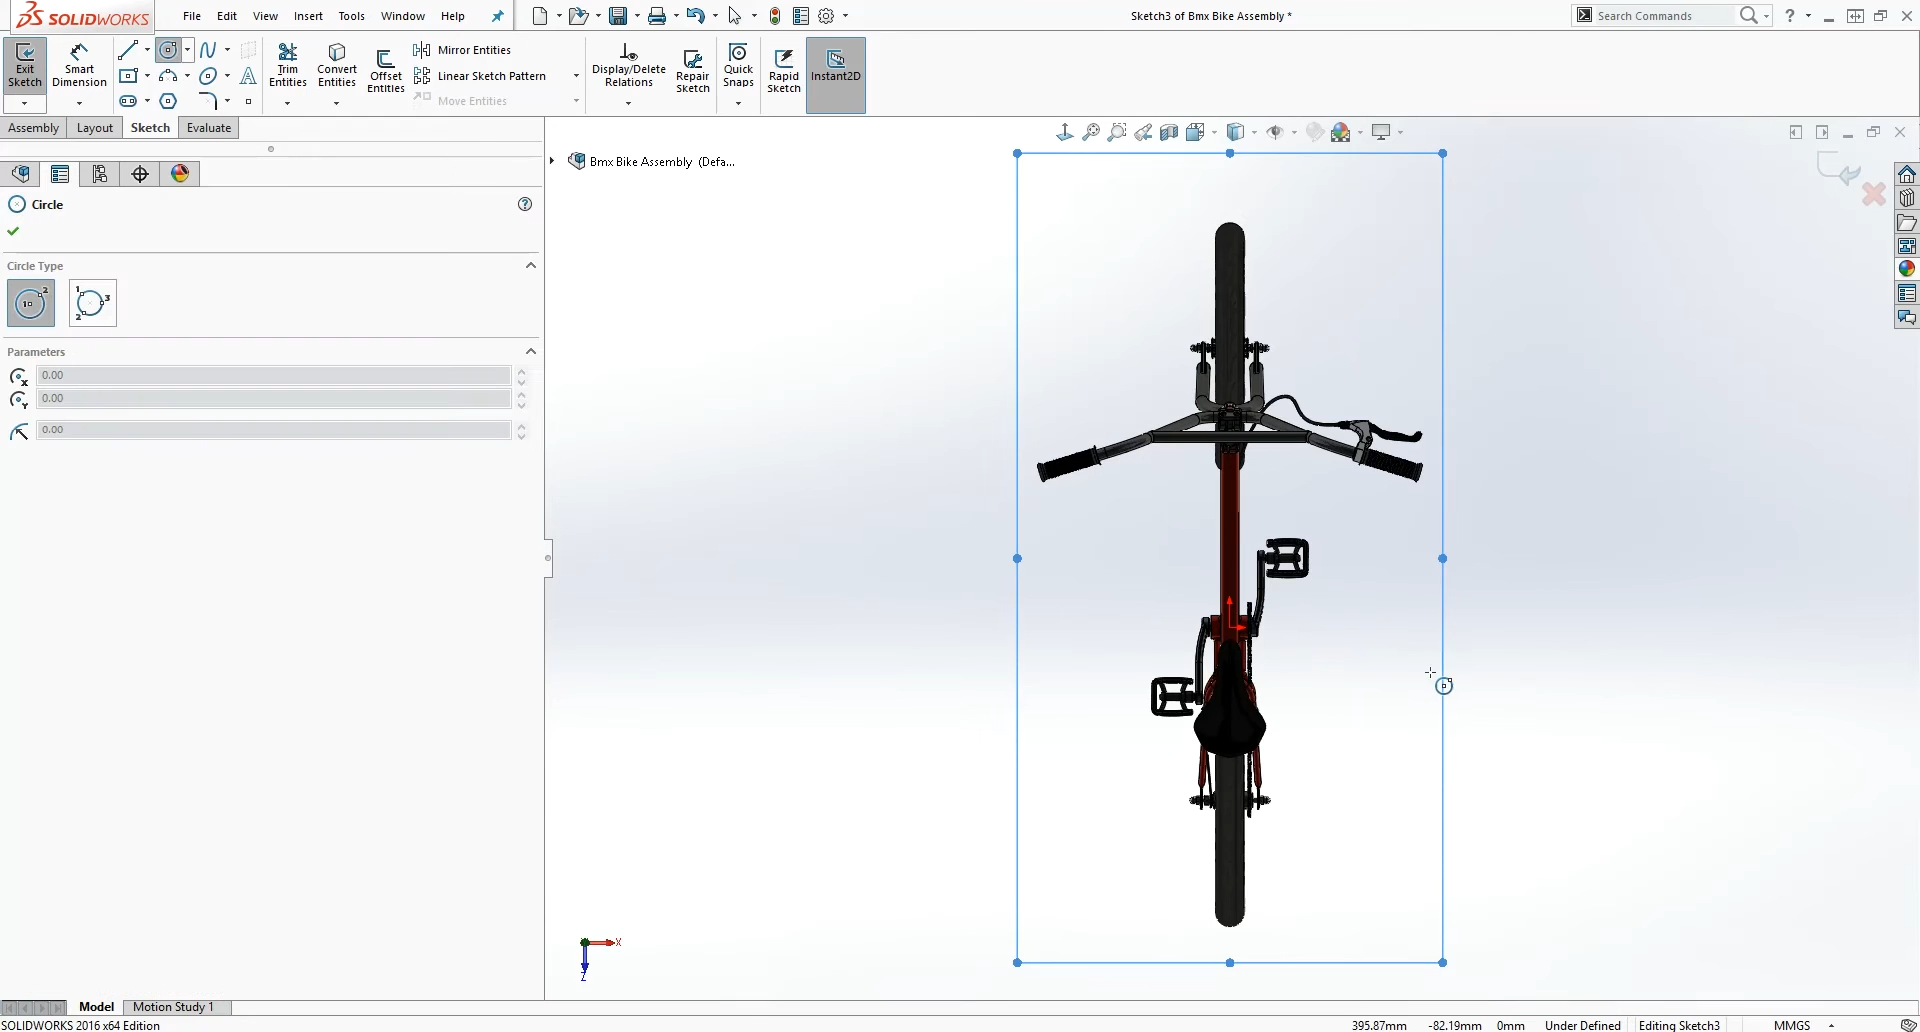 SOLIDWORKS
File Edit View Insert Tools Window Help
Sketch3 of Bmx Bike Assembly *
Search Commands
?
Exit Sketch
Smart Dimension
Trim Entities
Convert Entities
Offset Entities
Mirror Entities
Linear Sketch Pattern
Move Entities
Display/Delete Relations
Repair Sketch
Quick Snaps
Rapid Sketch
Instant2D
Assembly Layout Sketch Evaluate
Bmx Bike Assembly (Defa...
Circle
?
Circle Type
Parameters
0.00
0.00
0.00
X
Z
Model Motion Study 1
SOLIDWORKS 2016 x64 Edition
395.87mm -82.19mm 0mm Under Defined Editing Sketch3 MMGS